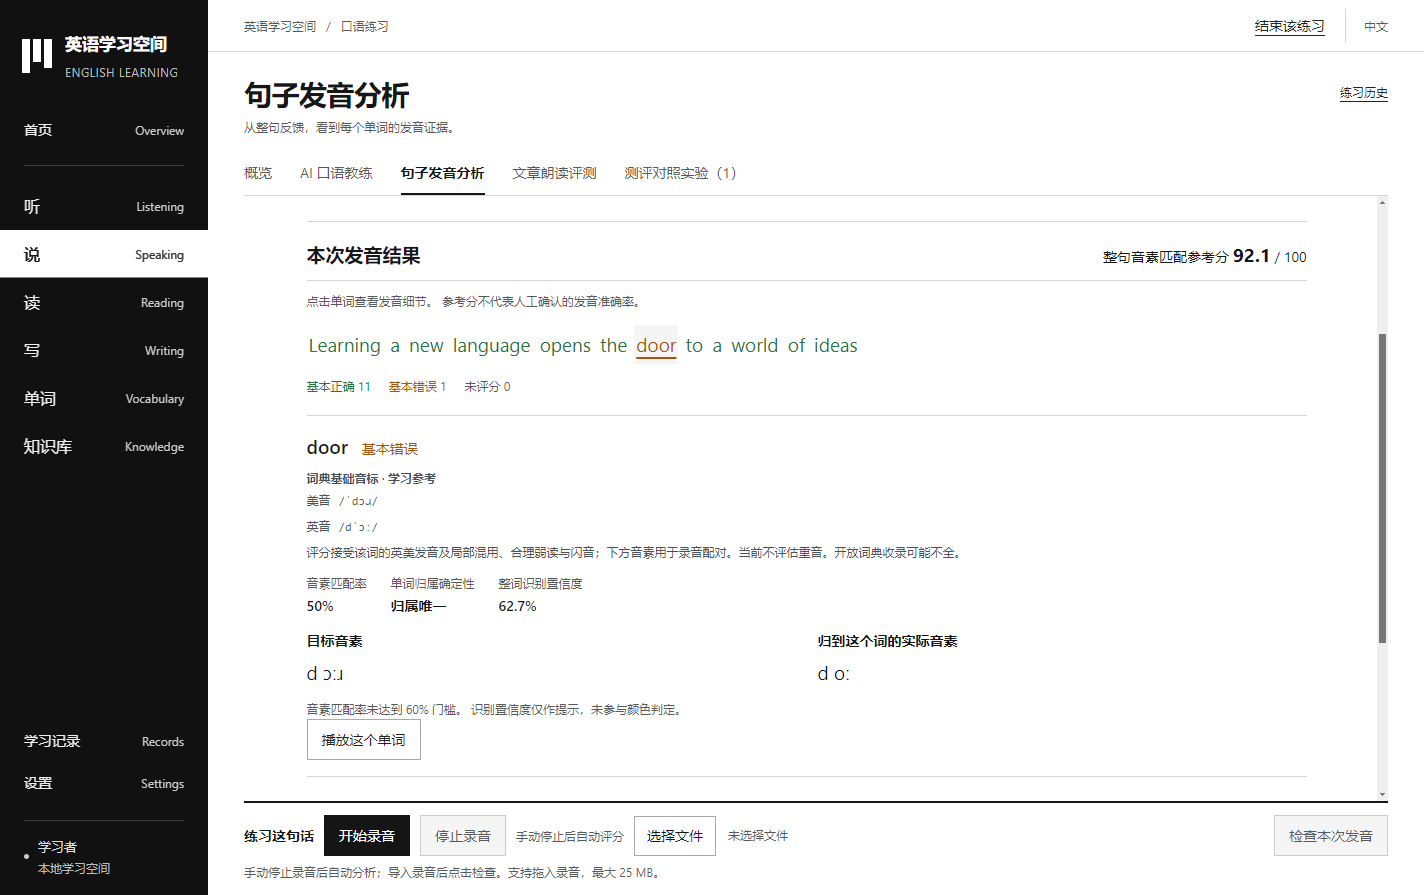 英语学习空间
ENGLISH LEARNING
首页 Overview
听 Listening
说 Speaking
读 Reading
写 Writing
单词 Vocabulary
知识库 Knowledge
学习记录 Records
设置 Settings
学习者
本地学习空间
英语学习空间 / 口语练习
结束该练习 中文
句子发音分析
练习历史
从整句反馈，看到每个单词的发音证据。
概览 AI 口语教练 句子发音分析 文章朗读评测 测评对照实验（1）
本次发音结果
整句音素匹配参考分 92.1 / 100
点击单词查看发音细节。 参考分不代表人工确认的发音准确率。
Learning a new language opens the door to a world of ideas
基本正确 11 基本错误 1 未评分 0
door 基本错误
词典基础音标 · 学习参考
美音 /ˈdɔɹ/
英音 /dˈɔː/
评分接受该词的英美发音及局部混用、合理弱读与闪音；下方音素用于录音配对。当前不评估重音。开放词典收录可能不全。
音素匹配率 单词归属确定性 整词识别置信度
50% 归属唯一 62.7%
目标音素 归到这个词的实际音素
d ɔːɹ d oː
音素匹配率未达到 60% 门槛。 识别置信度仅作提示，未参与颜色判定。
播放这个单词
练习这句话 开始录音 停止录音 手动停止后自动评分 选择文件 未选择文件 检查本次发音
手动停止录音后自动分析；导入录音后点击检查。支持拖入录音，最大 25 MB。